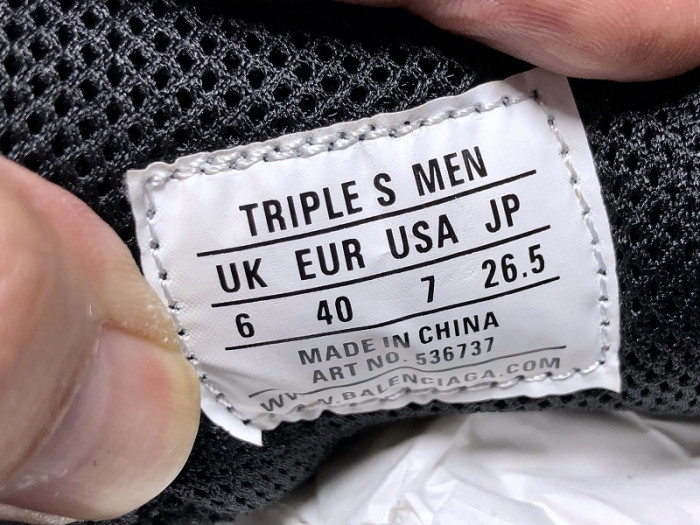 TRIPLE S MEN
UK EUR USA JP
6 40 7 26.5
MADE IN CHINA
ART NO. 536737
WWW.BALENCIAGA.COM